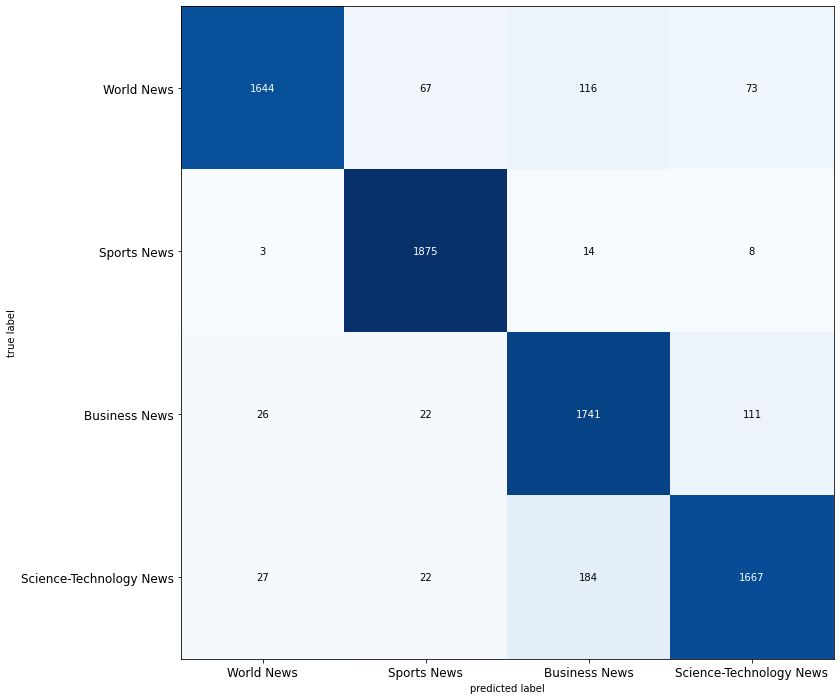 World News 1644 67 116 73
Sports News 3 1875 14 8
true label
Business News 26 22 1741 111
Science-Technology News 27 22 184 1667
World News Sports News Business News Science-Technology News
predicted label